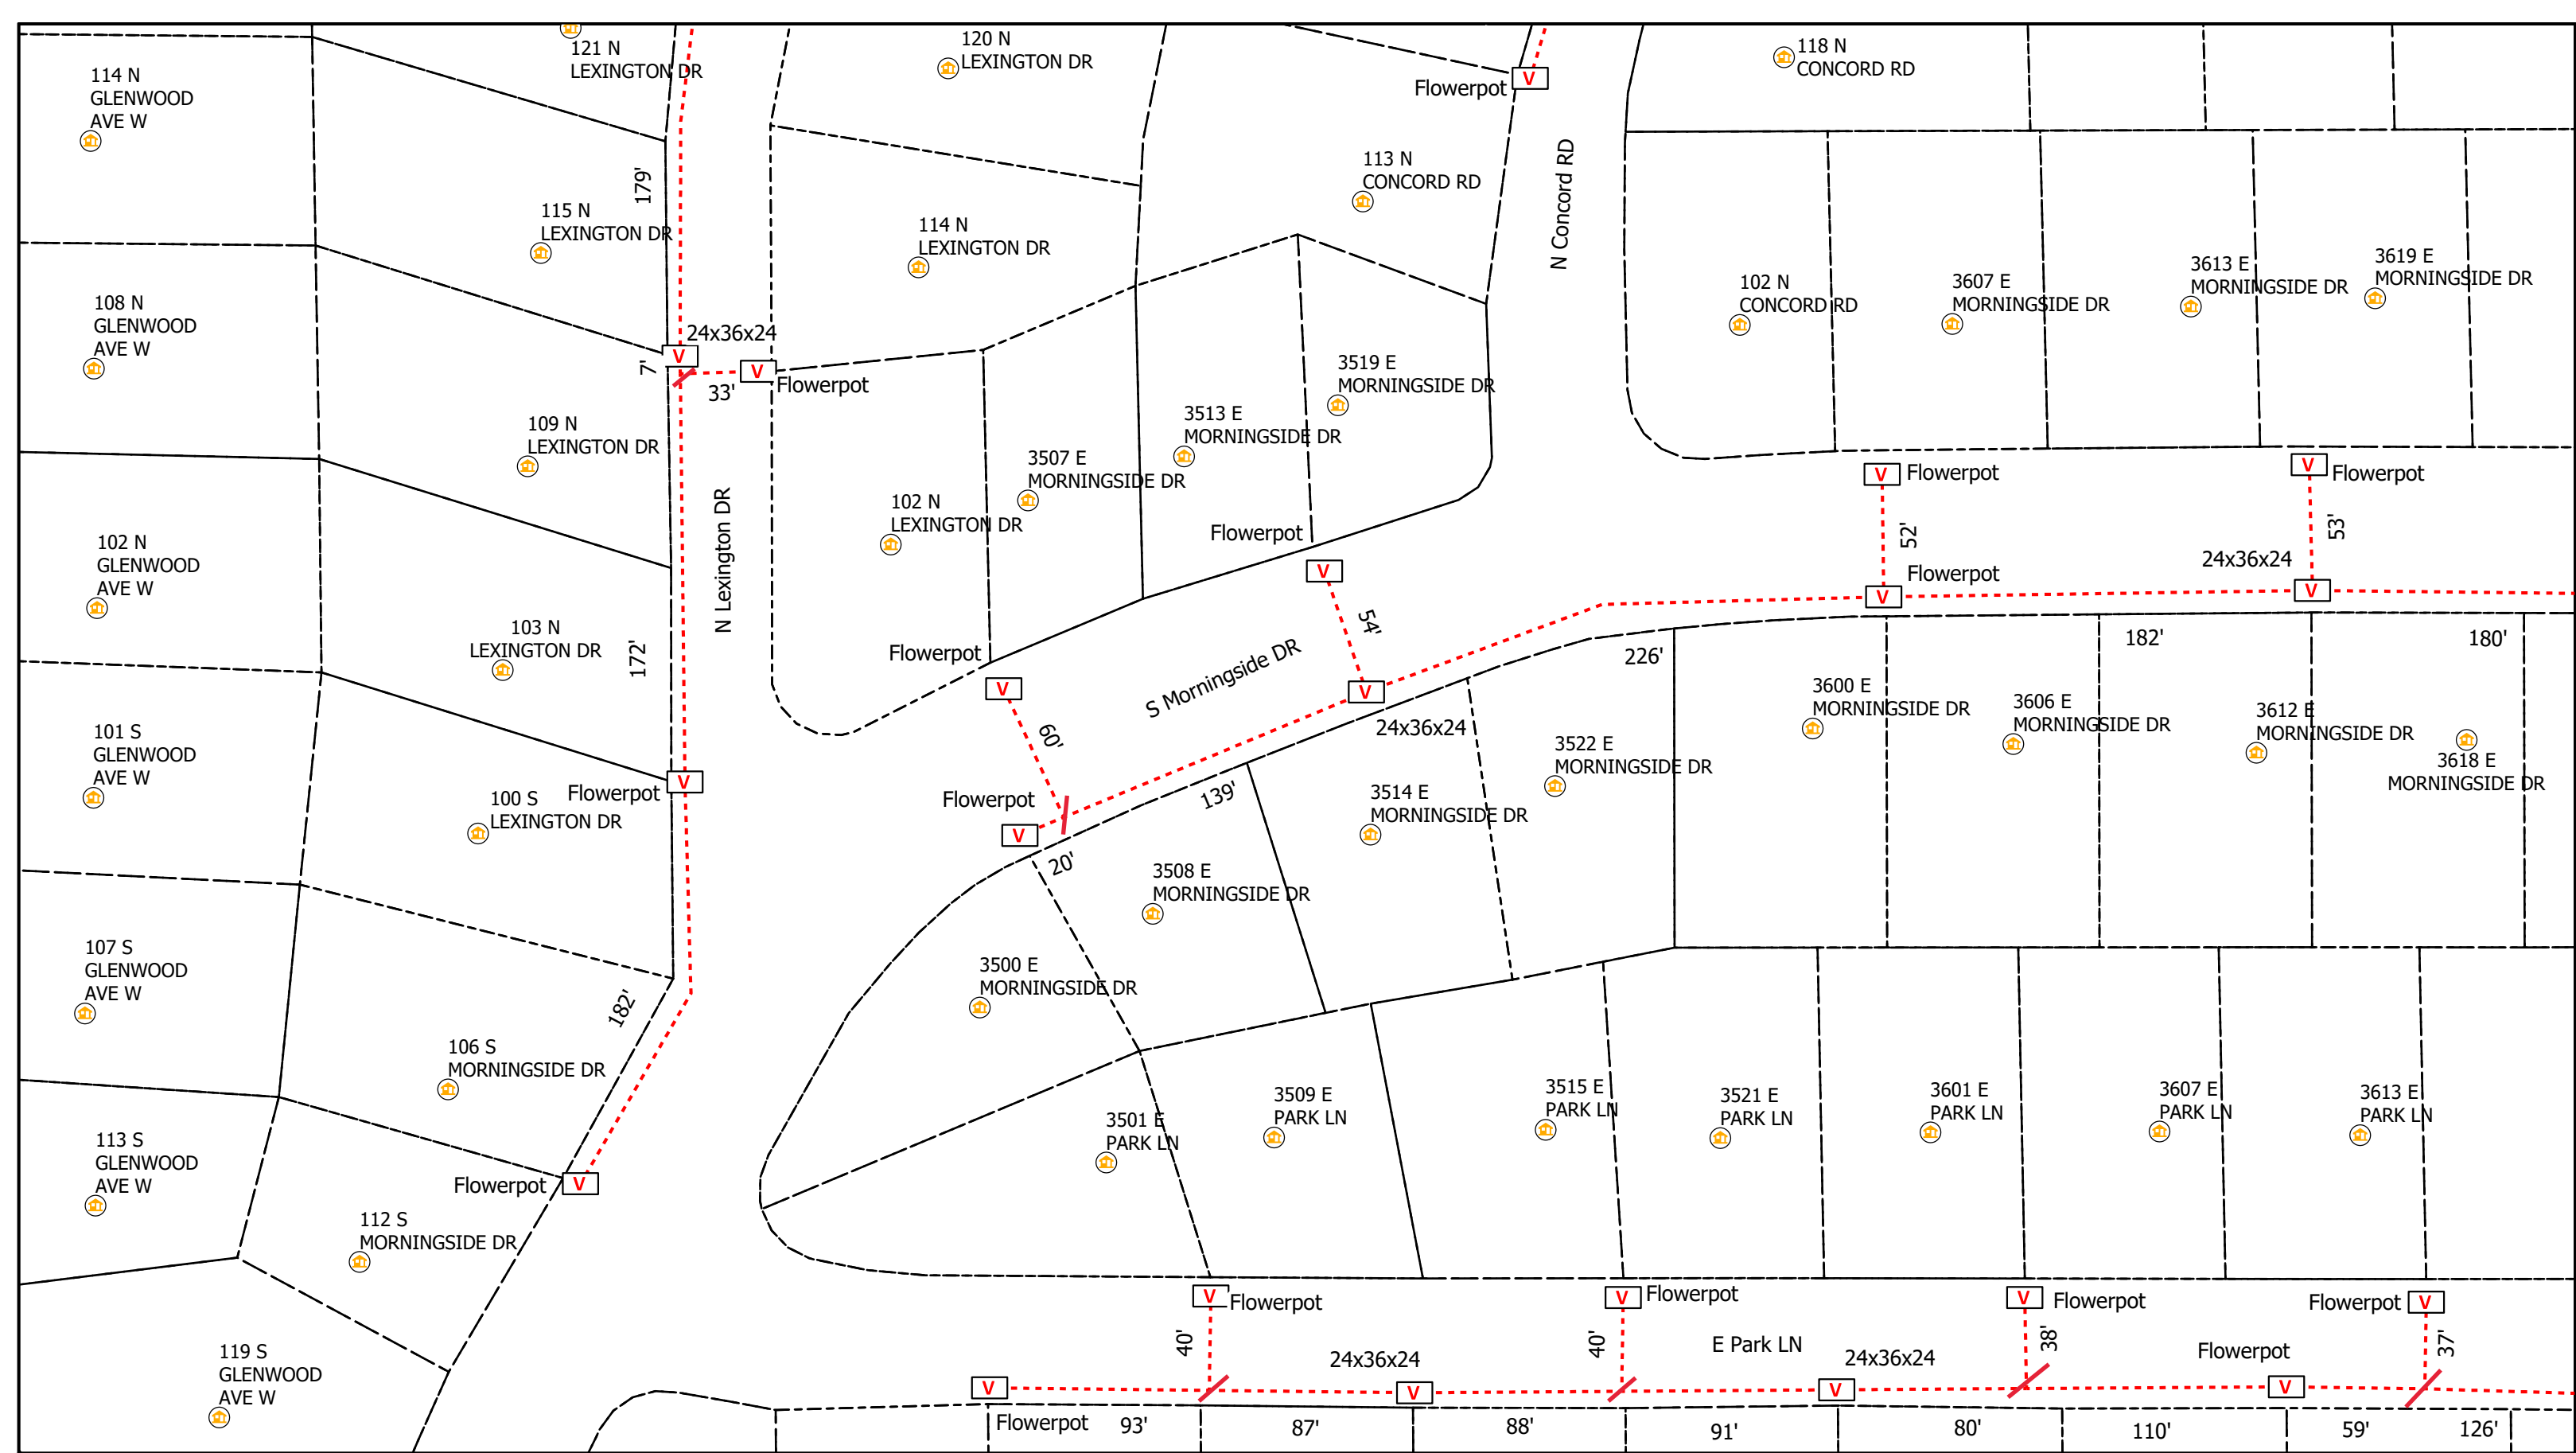 121 N
LEXINGTON DR
120 N
LEXINGTON DR
118 N
CONCORD RD
114 N
GLENWOOD
AVE W
Flowerpot
V
179'
115 N
LEXINGTON DR
114 N
LEXINGTON DR
113 N
CONCORD RD
N Concord RD
102 N
CONCORD RD
3607 E
MORNINGSIDE DR
3613 E
MORNINGSIDE DR
3619 E
MORNINGSIDE DR
108 N
GLENWOOD
AVE W
24x36x24
V
7'
33'
V
Flowerpot
109 N
LEXINGTON DR
102 N
LEXINGTON DR
3507 E
MORNINGSIDE DR
3513 E
MORNINGSIDE DR
3519 E
MORNINGSIDE DR
V
Flowerpot
V
Flowerpot
102 N
GLENWOOD
AVE W
N Lexington DR
Flowerpot
V
52'
53'
24x36x24
V
Flowerpot
V
103 N
LEXINGTON DR
172'
Flowerpot
V
60'
S Morningside DR
54'
V
24x36x24
226'
182'
180'
101 S
GLENWOOD
AVE W
100 S
LEXINGTON DR
Flowerpot
V
Flowerpot
V
20'
139'
3508 E
MORNINGSIDE DR
3514 E
MORNINGSIDE DR
3522 E
MORNINGSIDE DR
3600 E
MORNINGSIDE DR
3606 E
MORNINGSIDE DR
3612 E
MORNINGSIDE DR
3618 E
MORNINGSIDE DR
107 S
GLENWOOD
AVE W
182'
3500 E
MORNINGSIDE DR
106 S
MORNINGSIDE DR
3501 E
PARK LN
3509 E
PARK LN
3515 E
PARK LN
3521 E
PARK LN
3601 E
PARK LN
3607 E
PARK LN
3613 E
PARK LN
113 S
GLENWOOD
AVE W
Flowerpot
V
112 S
MORNINGSIDE DR
119 S
GLENWOOD
AVE W
V
Flowerpot
V
Flowerpot
V
Flowerpot
Flowerpot
V
40'
40'
E Park LN
38'
37'
24x36x24
24x36x24
Flowerpot
V
V
V
V
Flowerpot
93'
87'
88'
91'
80'
110'
59'
126'